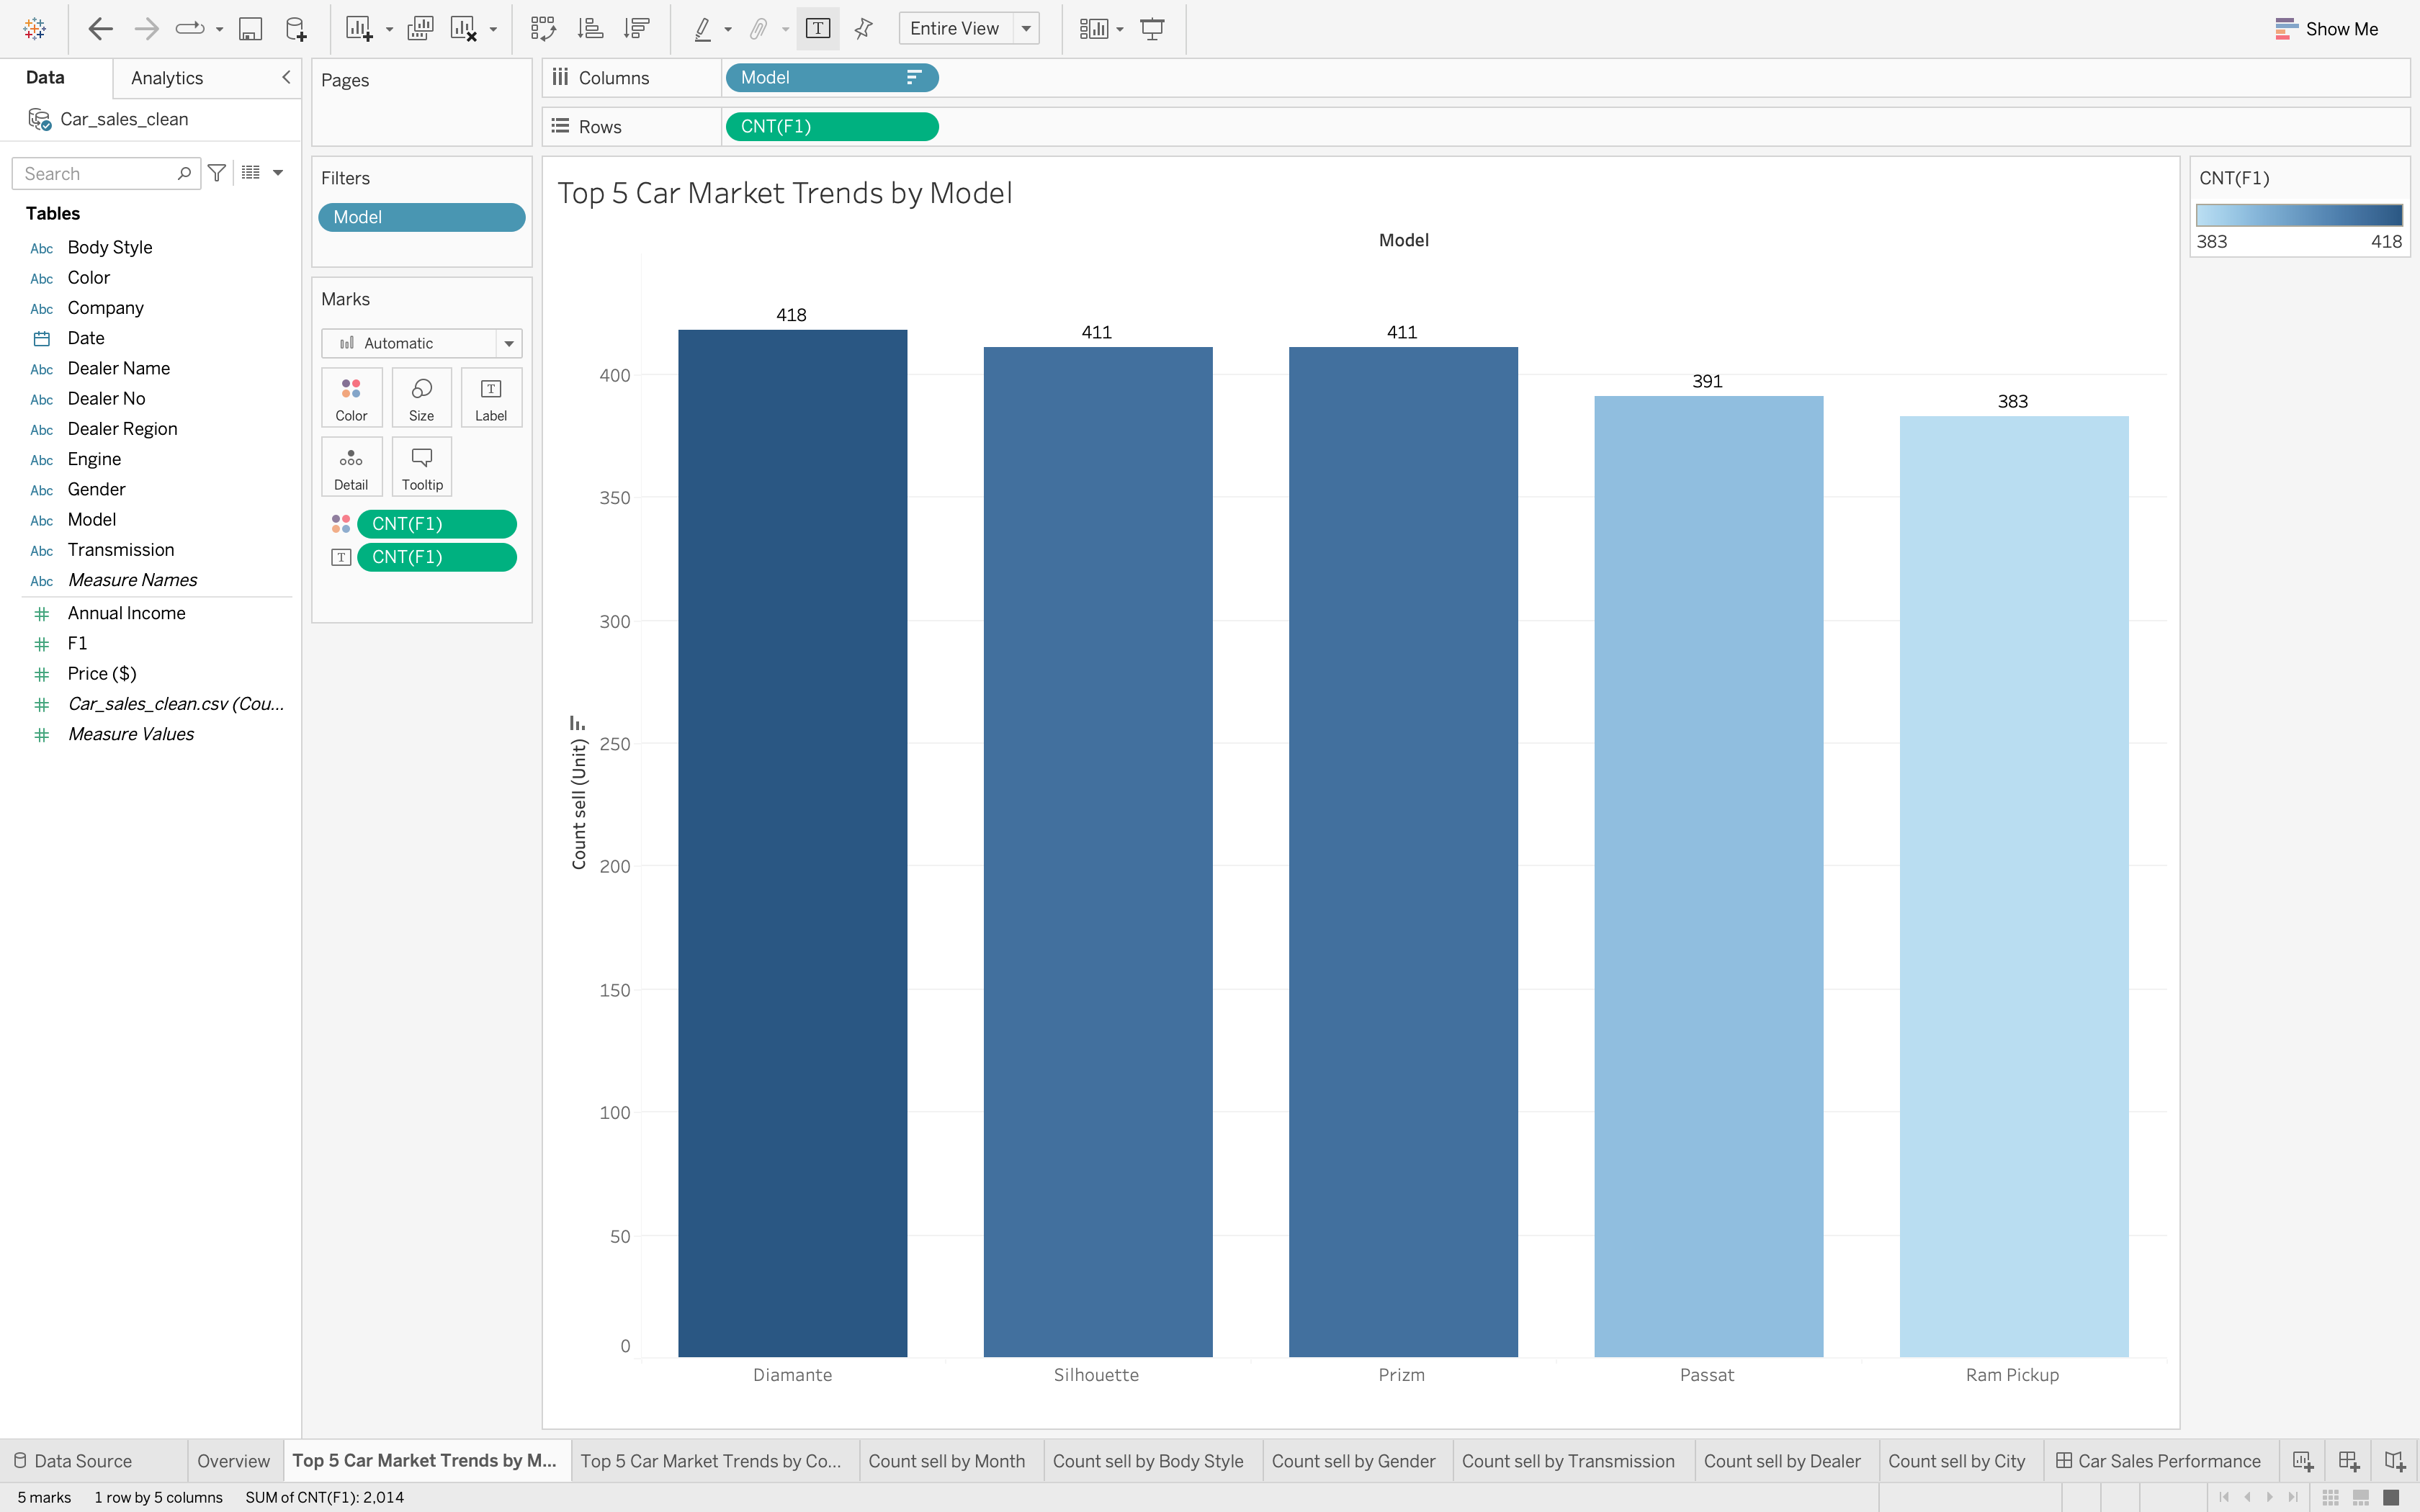 Entire View
Show Me
Data
Analytics
Car_sales_clean
Search
Tables
Abc Body Style
Abc Color
Abc Company
Date
Abc Dealer Name
Abc Dealer No
Abc Dealer Region
Abc Engine
Abc Gender
Abc Model
Abc Transmission
Abc Measure Names
Annual Income
F1
Price ($)
Car_sales_clean.csv (Cou...
Measure Values
Pages
Filters
Model
Marks
Automatic
Color
Size
T
Label
Detail
Tooltip
CNT(F1)
T CNT(F1)
Columns
Model
Rows
CNT(F1)
Top 5 Car Market Trends by Model
Model
Count sell (Unit)
400
350
300
250
200
150
100
50
0
418
411
411
391
383
Diamante
Silhouette
Prizm
Passat
Ram Pickup
CNT(F1)
383 418
Data Source
Overview
Top 5 Car Market Trends by M...
Top 5 Car Market Trends by Co...
Count sell by Month
Count sell by Body Style
Count sell by Gender
Count sell by Transmission
Count sell by Dealer
Count sell by City
Car Sales Performance
5 marks 1 row by 5 columns SUM of CNT(F1): 2,014